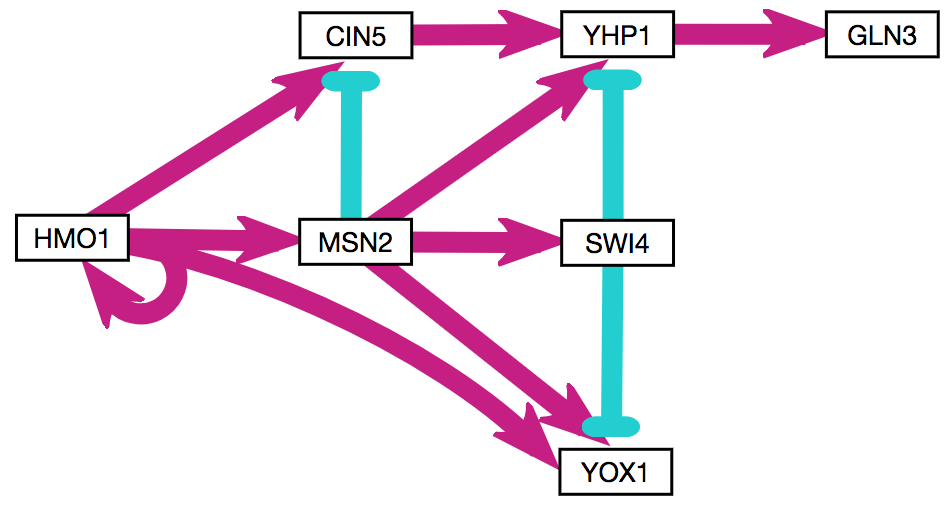 CIN5
YHP1
GLN3
HMO1
MSN2
SWI4
YOX1